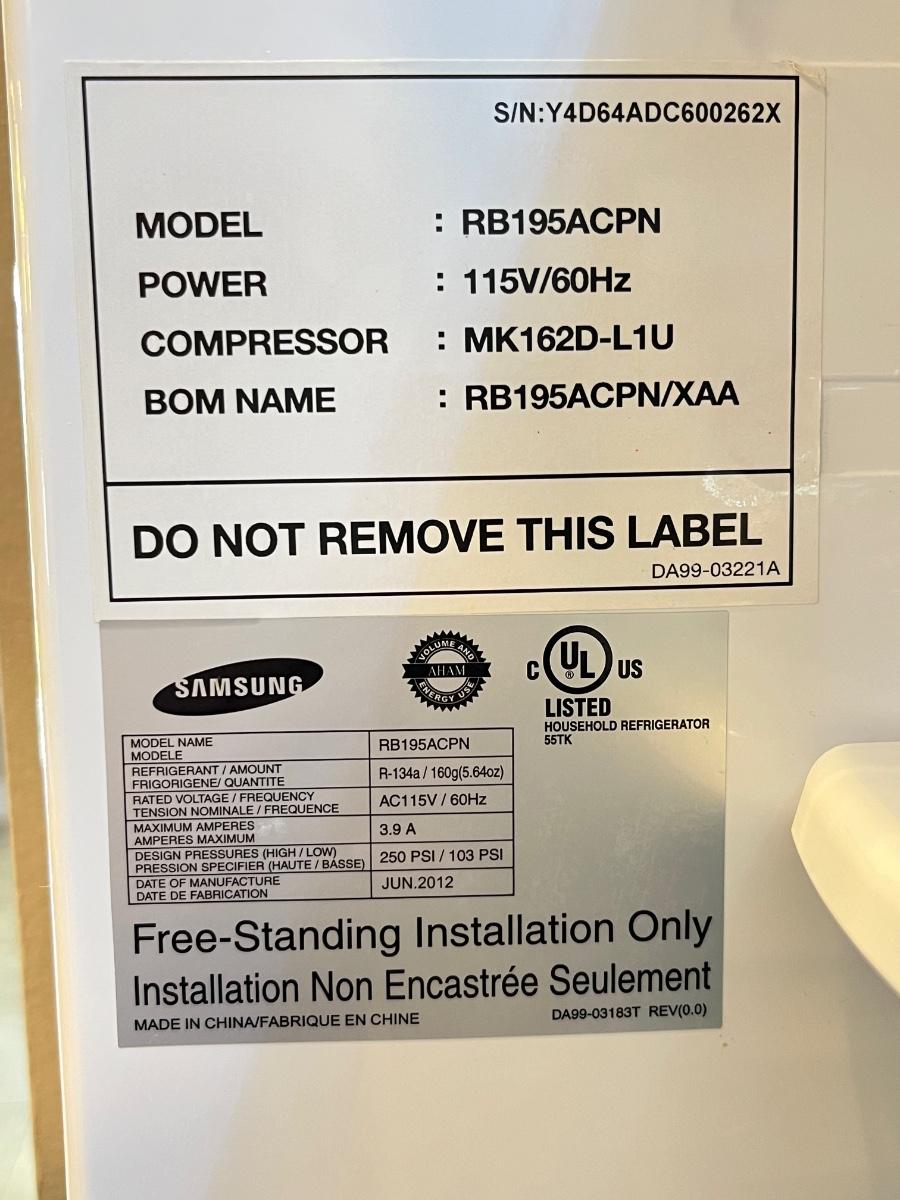 S/N:Y4D64ADC600262X
MODEL : RB195ACPN
POWER : 115V/60Hz
COMPRESSOR : MK162D-L1U
BOM NAME : RB195ACPN/XAA
DO NOT REMOVE THIS LABEL
DA99-03221A
SAMSUNG
VOLUME AND
AHAM
ENERGY USE
C UL US
®
LISTED
HOUSEHOLD REFRIGERATOR
55TK
MODEL NAME
MODELE
RB195ACPN
REFRIGERANT / AMOUNT
FRIGORIGENE/ QUANTITE
R-134a / 160g(5.64oz)
RATED VOLTAGE / FREQUENCY
TENSION NOMINALE / FREQUENCE
AC115V / 60Hz
MAXIMUM AMPERES
AMPERES MAXIMUM
3.9 A
DESIGN PRESSURES (HIGH / LOW)
PRESSION SPECIFIER (HAUTE / BASSE)
250 PSI / 103 PSI
DATE OF MANUFACTURE
DATE DE FABRICATION
JUN.2012
Free-Standing Installation Only
Installation Non Encastrée Seulement
MADE IN CHINA/FABRIQUE EN CHINE
DA99-03183T REV(0.0)